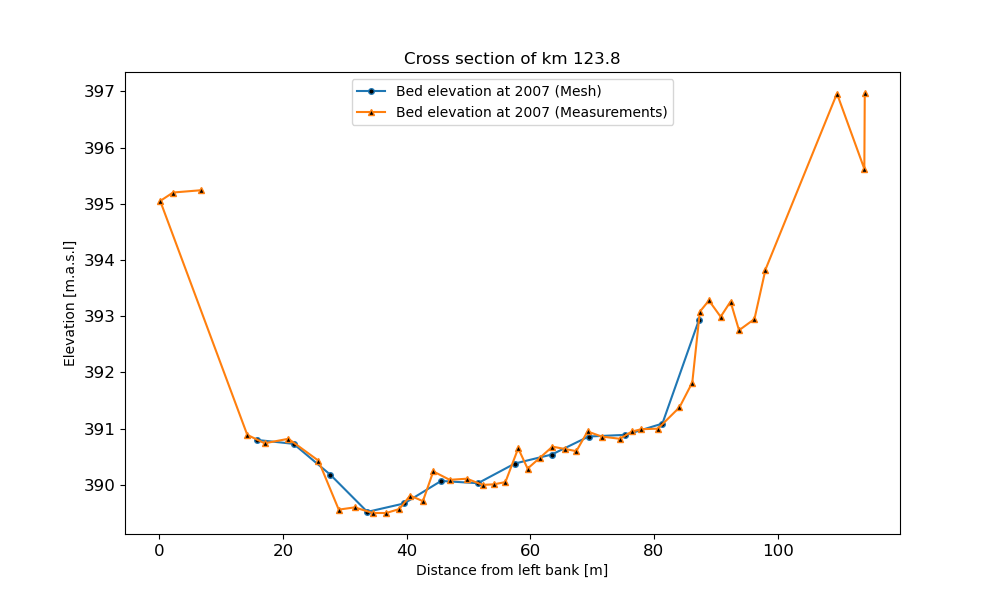 Cross section of km 123.8
Bed elevation at 2007 (Mesh)
Bed elevation at 2007 (Measurements)
Elevation [m.a.s.l]
397
396
395
394
393
392
391
390
0 20 40 60 80 100
Distance from left bank [m]